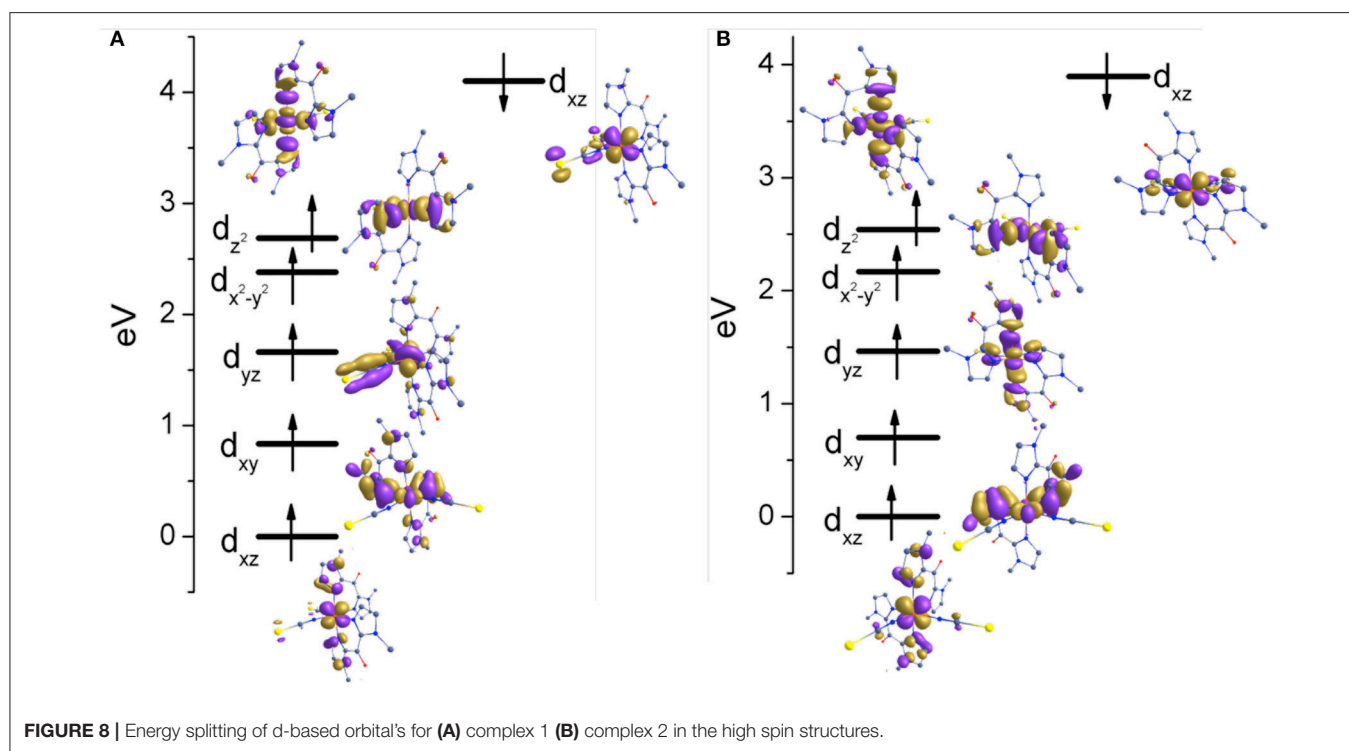 A
4
3
2
1
0
eV
d_xz
d_z²
d_x²-y²
d_yz
d_xy
d_xz
B
4
3
2
1
0
eV
d_xz
d_z²
d_x²-y²
d_yz
d_xy
d_xz
FIGURE 8 | Energy splitting of d-based orbital's for (A) complex 1 (B) complex 2 in the high spin structures.